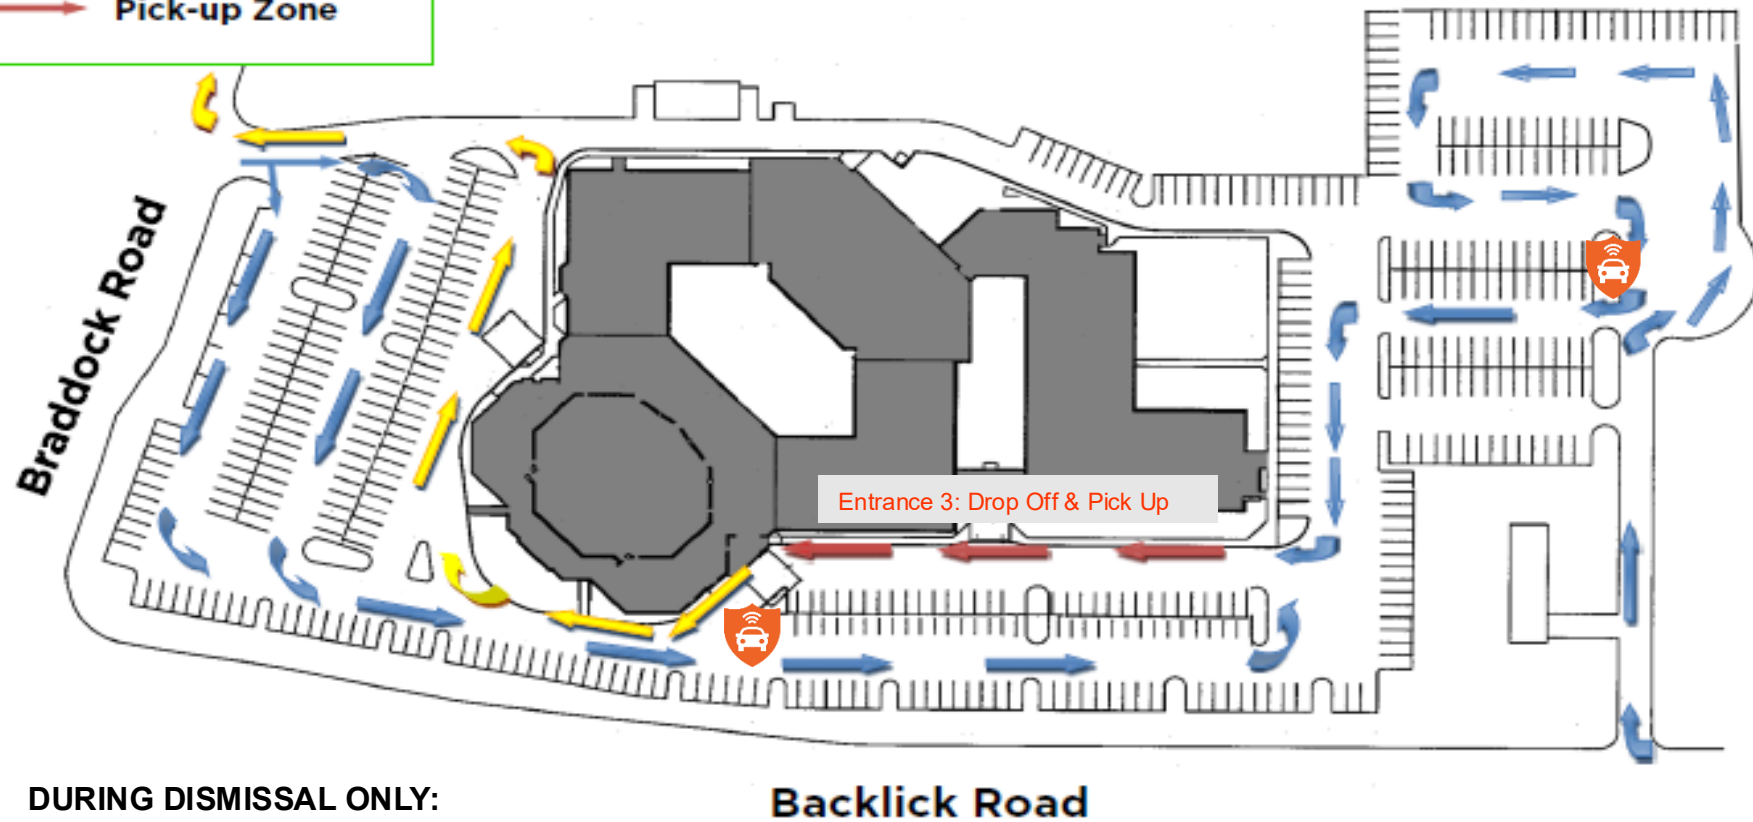 Pick-up Zone
Braddock Road
Entrance 3: Drop Off & Pick Up
DURING DISMISSAL ONLY:
Backlick Road